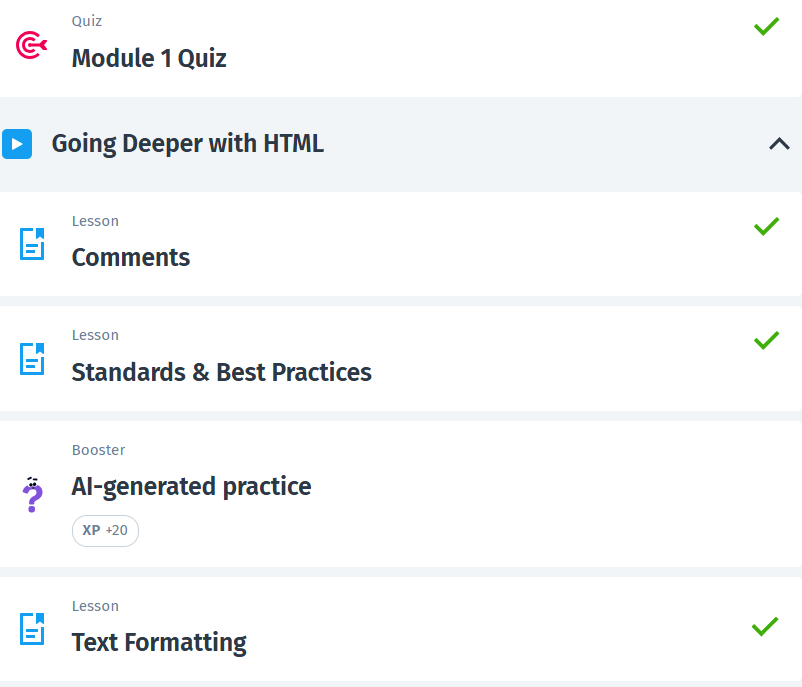 Quiz
Module 1 Quiz
Going Deeper with HTML
Lesson
Comments
Lesson
Standards & Best Practices
Booster
AI-generated practice
XP +20
Lesson
Text Formatting